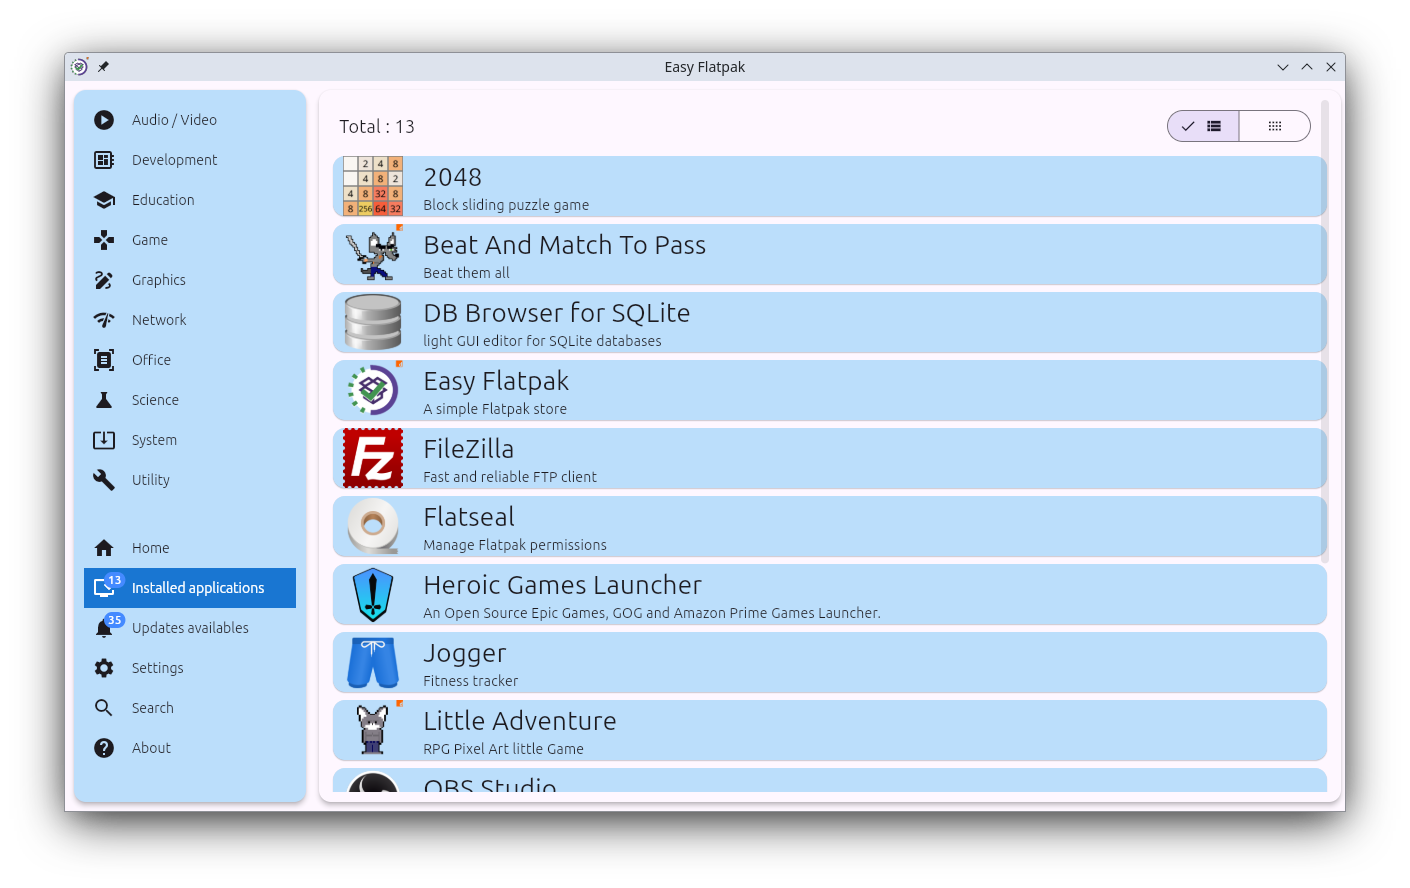 Easy Flatpak
Audio / Video
Development
Education
Game
Graphics
Network
Office
Science
System
Utility
Home
13
Installed applications
35
Updates availables
Settings
Search
About
Total : 13
2 4 8
4 8 2
4 8 32 8
8 256 64 32
2048
Block sliding puzzle game
Beat And Match To Pass
Beat them all
DB Browser for SQLite
light GUI editor for SQLite databases
Easy Flatpak
A simple Flatpak store
FZ
FileZilla
Fast and reliable FTP client
Flatseal
Manage Flatpak permissions
Heroic Games Launcher
An Open Source Epic Games, GOG and Amazon Prime Games Launcher.
Jogger
Fitness tracker
Little Adventure
RPG Pixel Art little Game
OBS Studio